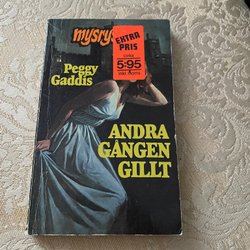 mysry
EXTRA
PRIS
5:95
Peggy
Gaddis
ANDRA
GÅNGEN
GILLT